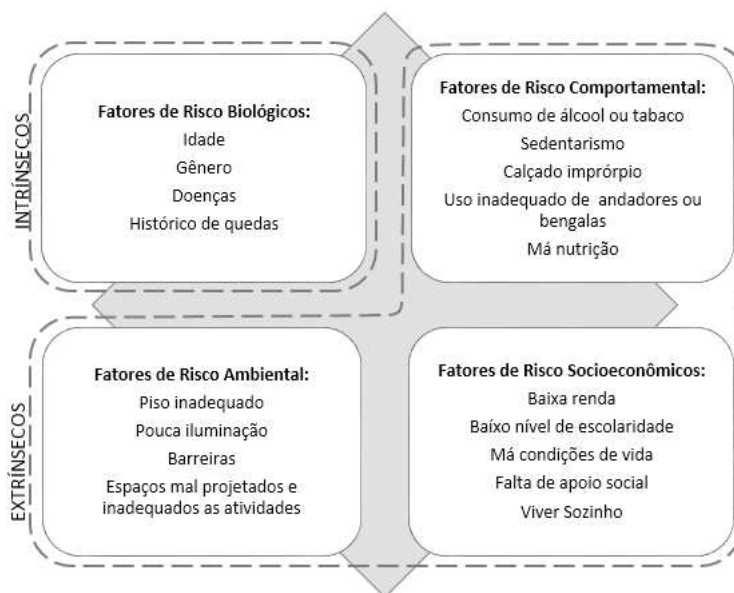 INTRÍNSECOS
Fatores de Risco Biológicos:
Idade
Gênero
Doenças
Histórico de quedas
Fatores de Risco Comportamental:
Consumo de álcool ou tabaco
Sedentarismo
Calçado imprórpio
Uso inadequado de andadores ou
bengalas
Má nutrição
EXTRÍNSECOS
Fatores de Risco Ambiental:
Piso inadequado
Pouca iluminação
Barreiras
Espaços mal projetados e
inadequados as atividades
Fatores de Risco Socioeconômicos:
Baixa renda
Baíxo nível de escolaridade
Má condições de vida
Falta de apoio social
Viver Sozinho